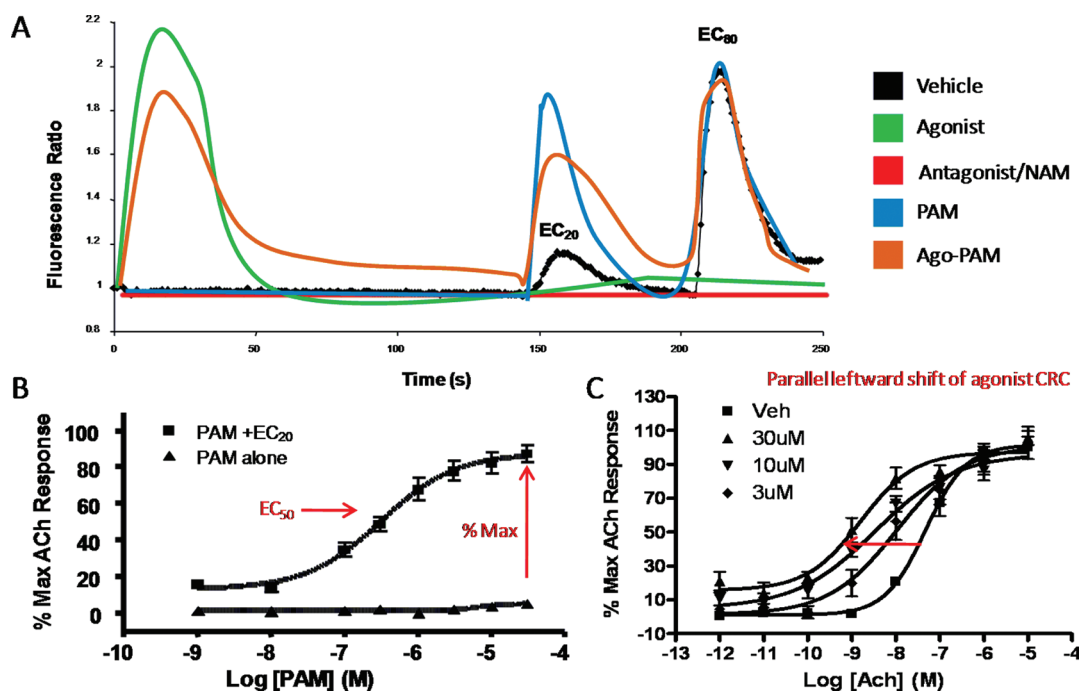 A
2.2
2
1.8
1.6
1.4
1.2
1
0.8
Fluorescence Ratio
EC20
EC80
0
50
100
150
200
250
Time (s)
Vehicle
Agonist
Antagonist/NAM
PAM
Ago-PAM
B
% Max ACh Response
100
80
60
40
20
0
PAM +EC20
PAM alone
EC50
% Max
-10
-9
-8
-7
-6
-5
-4
Log [PAM] (M)
C
Parallel leftward shift of agonist CRC
% Max ACh Response
130
110
90
70
50
30
10
-10
Veh
30uM
10uM
3uM
-13
-12
-11
-10
-9
-8
-7
-6
-5
-4
Log [Ach] (M)